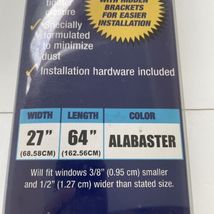 WITH HIDDEN
BRACKETS
FOR EASIER
INSTALLATION
closure
✓ Specially
formulated
to minimize
dust
✓ Installation hardware included
WIDTH LENGTH COLOR
27" 64" ALABASTER
(68.58CM) (162.56CM)
Will fit windows 3/8" (0.95 cm) smaller
and 1/2" (1.27 cm) wider than stated size.